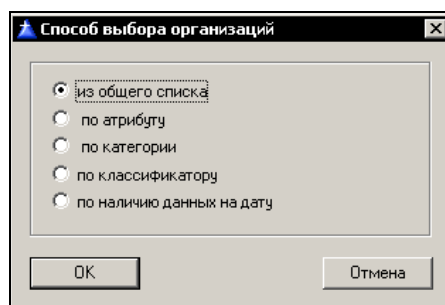 Способ выбора организаций
из общего списка
по атрибуту
по категории
по классификатору
по наличию данных на дату
OK
Отмена